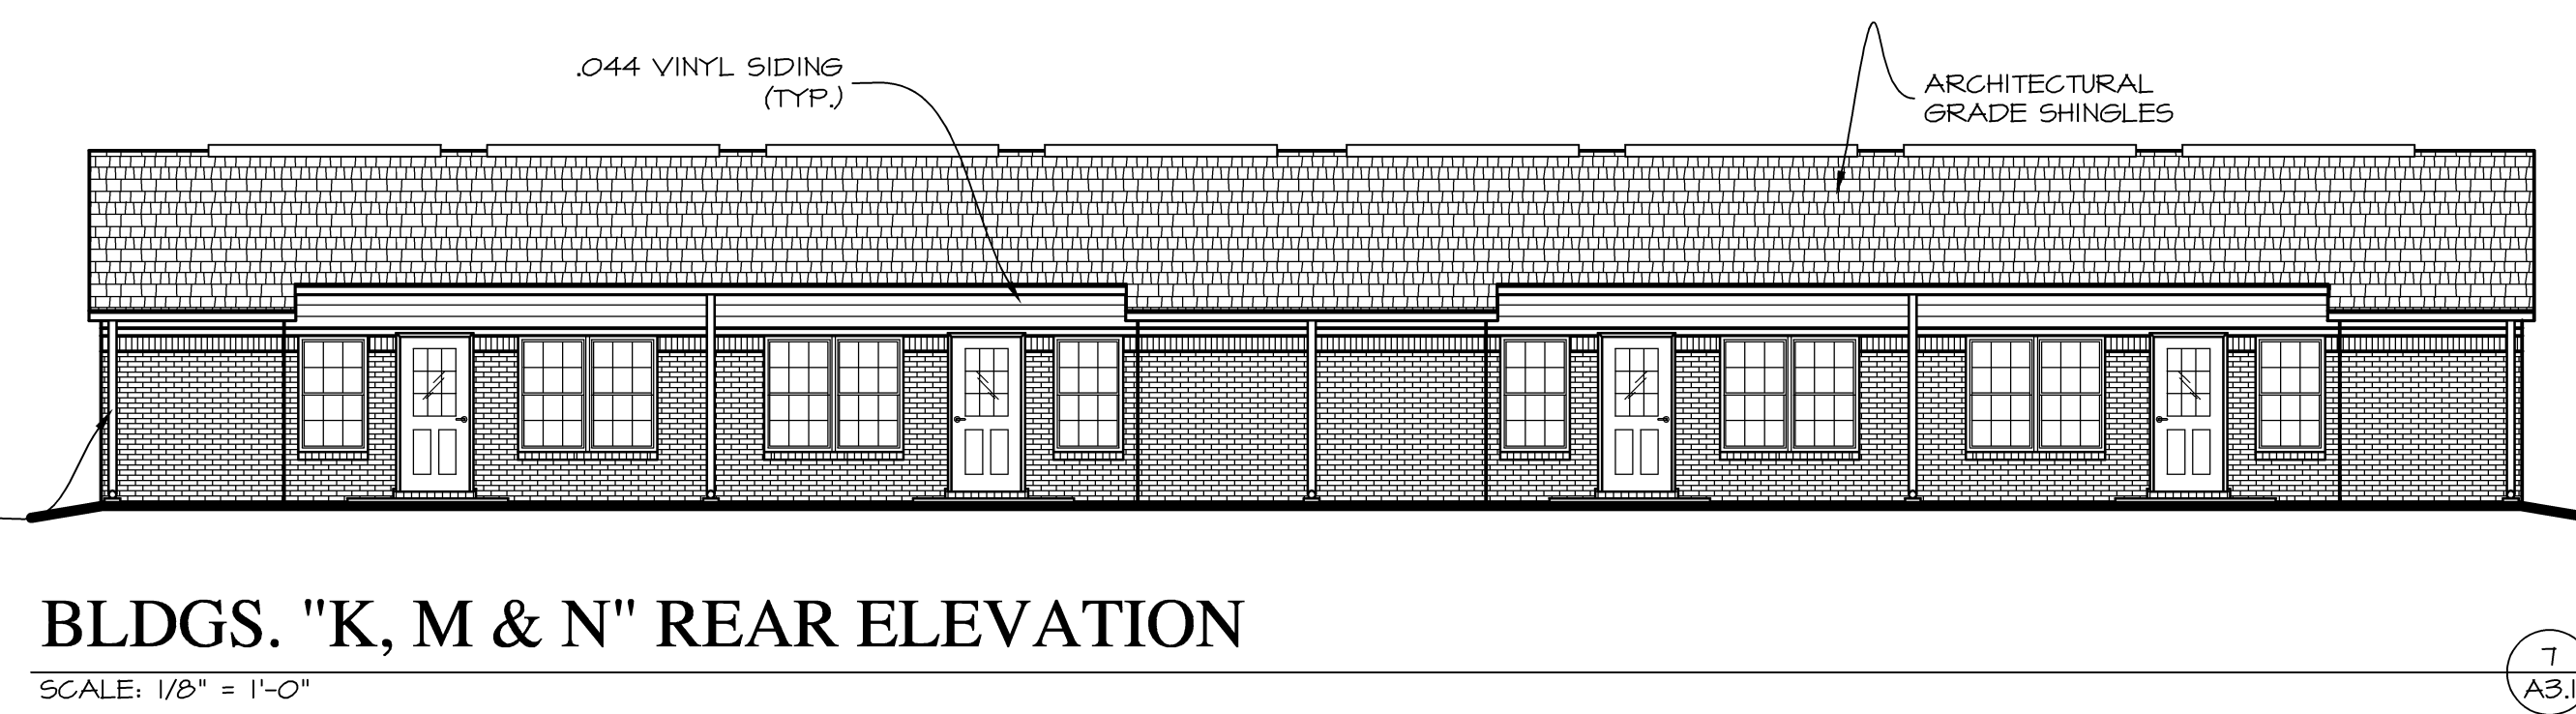 .044 VINYL SIDING
(TYP.)
ARCHITECTURAL
GRADE SHINGLES
BLDGS. "K, M & N" REAR ELEVATION
SCALE: 1/8" = 1'-0"
7
A3.1